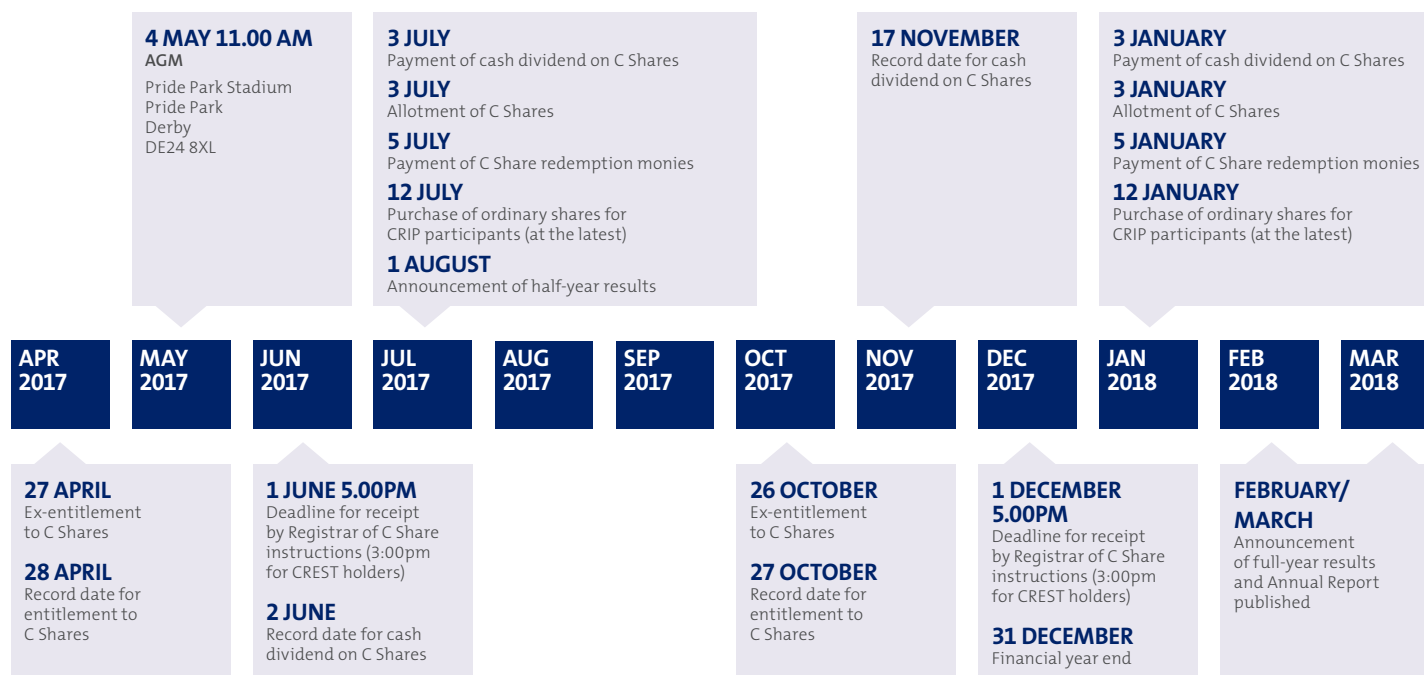 4 MAY 11.00 AM
AGM
Pride Park Stadium
Pride Park
Derby
DE24 8XL
3 JULY
Payment of cash dividend on C Shares
3 JULY
Allotment of C Shares
5 JULY
Payment of C Share redemption monies
12 JULY
Purchase of ordinary shares for
CRIP participants (at the latest)
1 AUGUST
Announcement of half-year results
17 NOVEMBER
Record date for cash
dividend on C Shares
3 JANUARY
Payment of cash dividend on C Shares
3 JANUARY
Allotment of C Shares
5 JANUARY
Payment of C Share redemption monies
12 JANUARY
Purchase of ordinary shares for
CRIP participants (at the latest)
APR
2017
MAY
2017
JUN
2017
JUL
2017
AUG
2017
SEP
2017
OCT
2017
NOV
2017
DEC
2017
JAN
2018
FEB
2018
MAR
2018
27 APRIL
Ex-entitlement
to C Shares
28 APRIL
Record date for
entitlement to
C Shares
1 JUNE 5.00PM
Deadline for receipt
by Registrar of C Share
instructions (3:00pm
for CREST holders)
2 JUNE
Record date for cash
dividend on C Shares
26 OCTOBER
Ex-entitlement
to C Shares
27 OCTOBER
Record date for
entitlement to
C Shares
1 DECEMBER
5.00PM
Deadline for receipt
by Registrar of C Share
instructions (3:00pm
for CREST holders)
31 DECEMBER
Financial year end
FEBRUARY/
MARCH
Announcement
of full-year results
and Annual Report
published